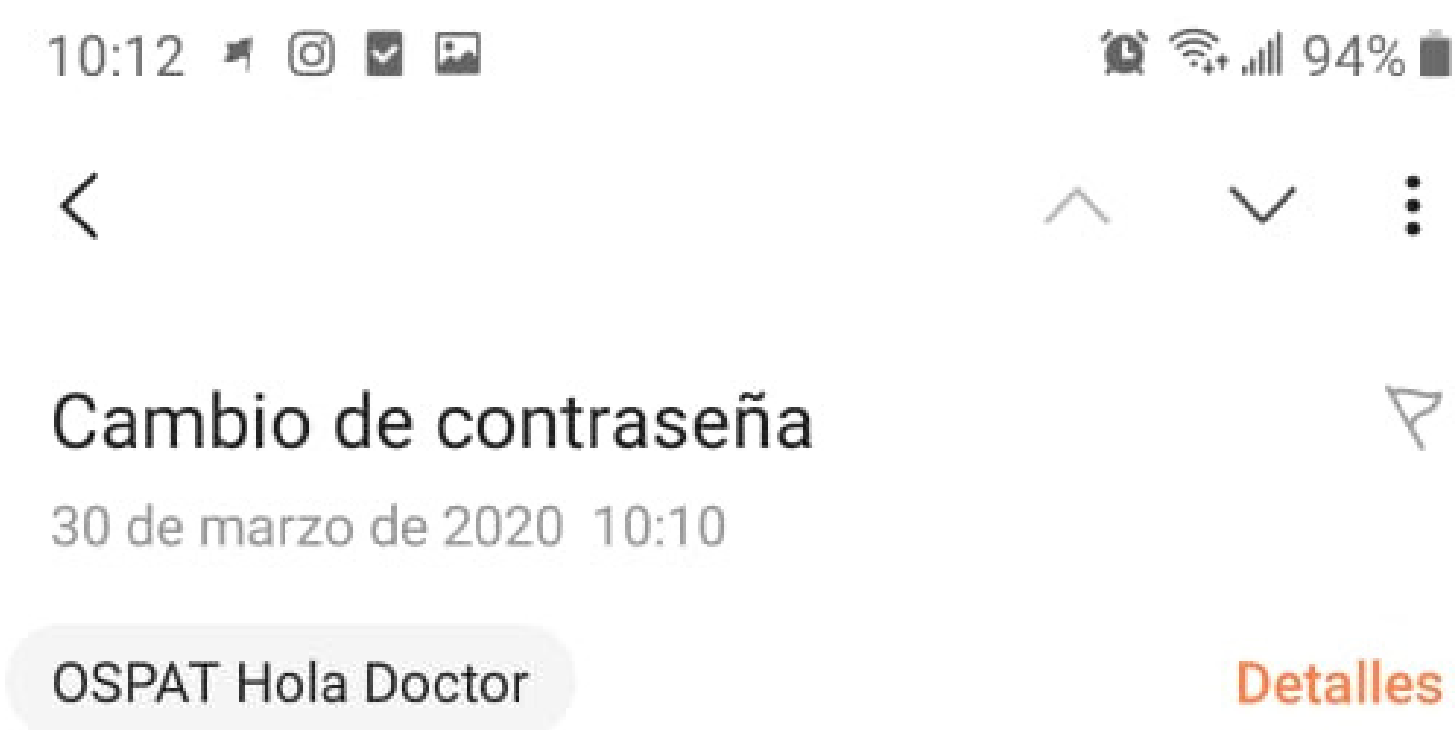 10:12 94%
Cambio de contraseña
30 de marzo de 2020 10:10
OSPAT Hola Doctor Detalles